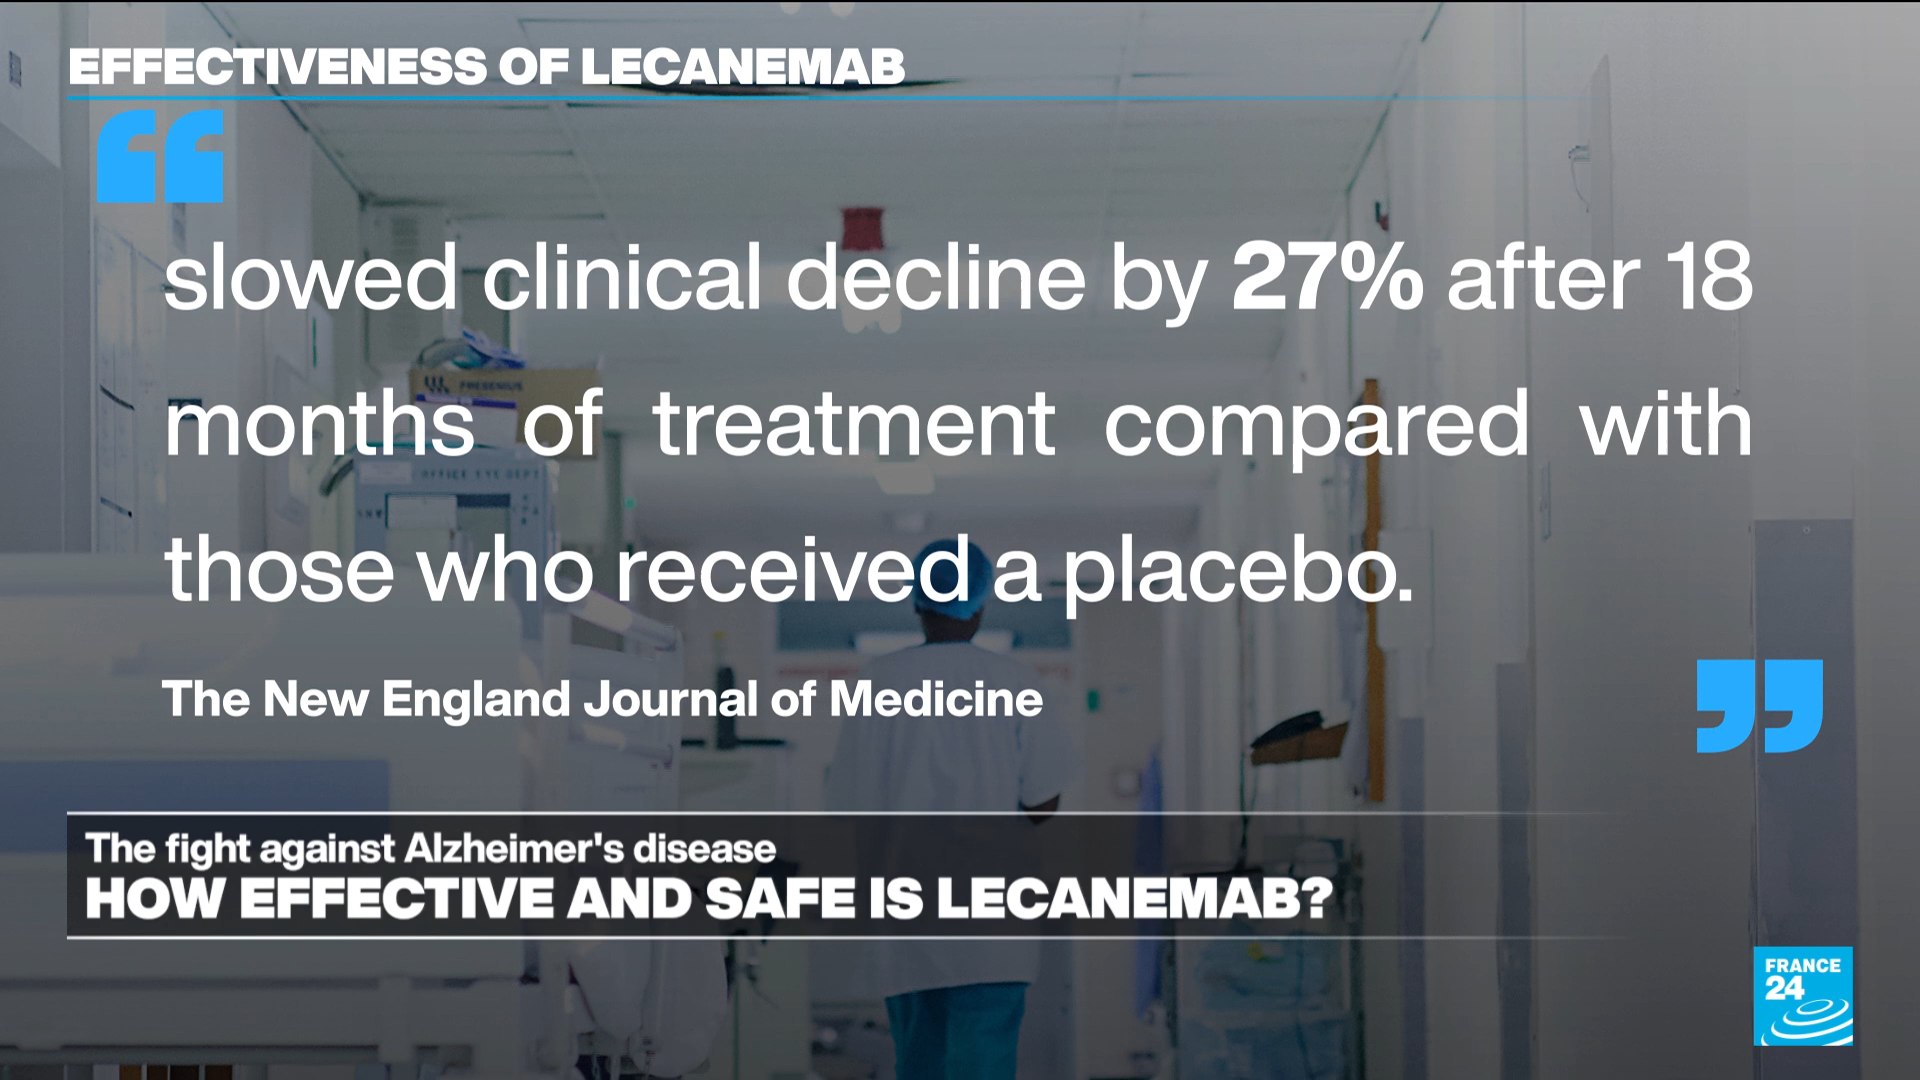 EFFECTIVENESS OF LECANEMAB
“
slowed clinical decline by 27% after 18
months of treatment compared with
those who received a placebo.
The New England Journal of Medicine
”
FRESENIUS
The fight against Alzheimer's disease
HOW EFFECTIVE AND SAFE IS LECANEMAB?
FRANCE
24